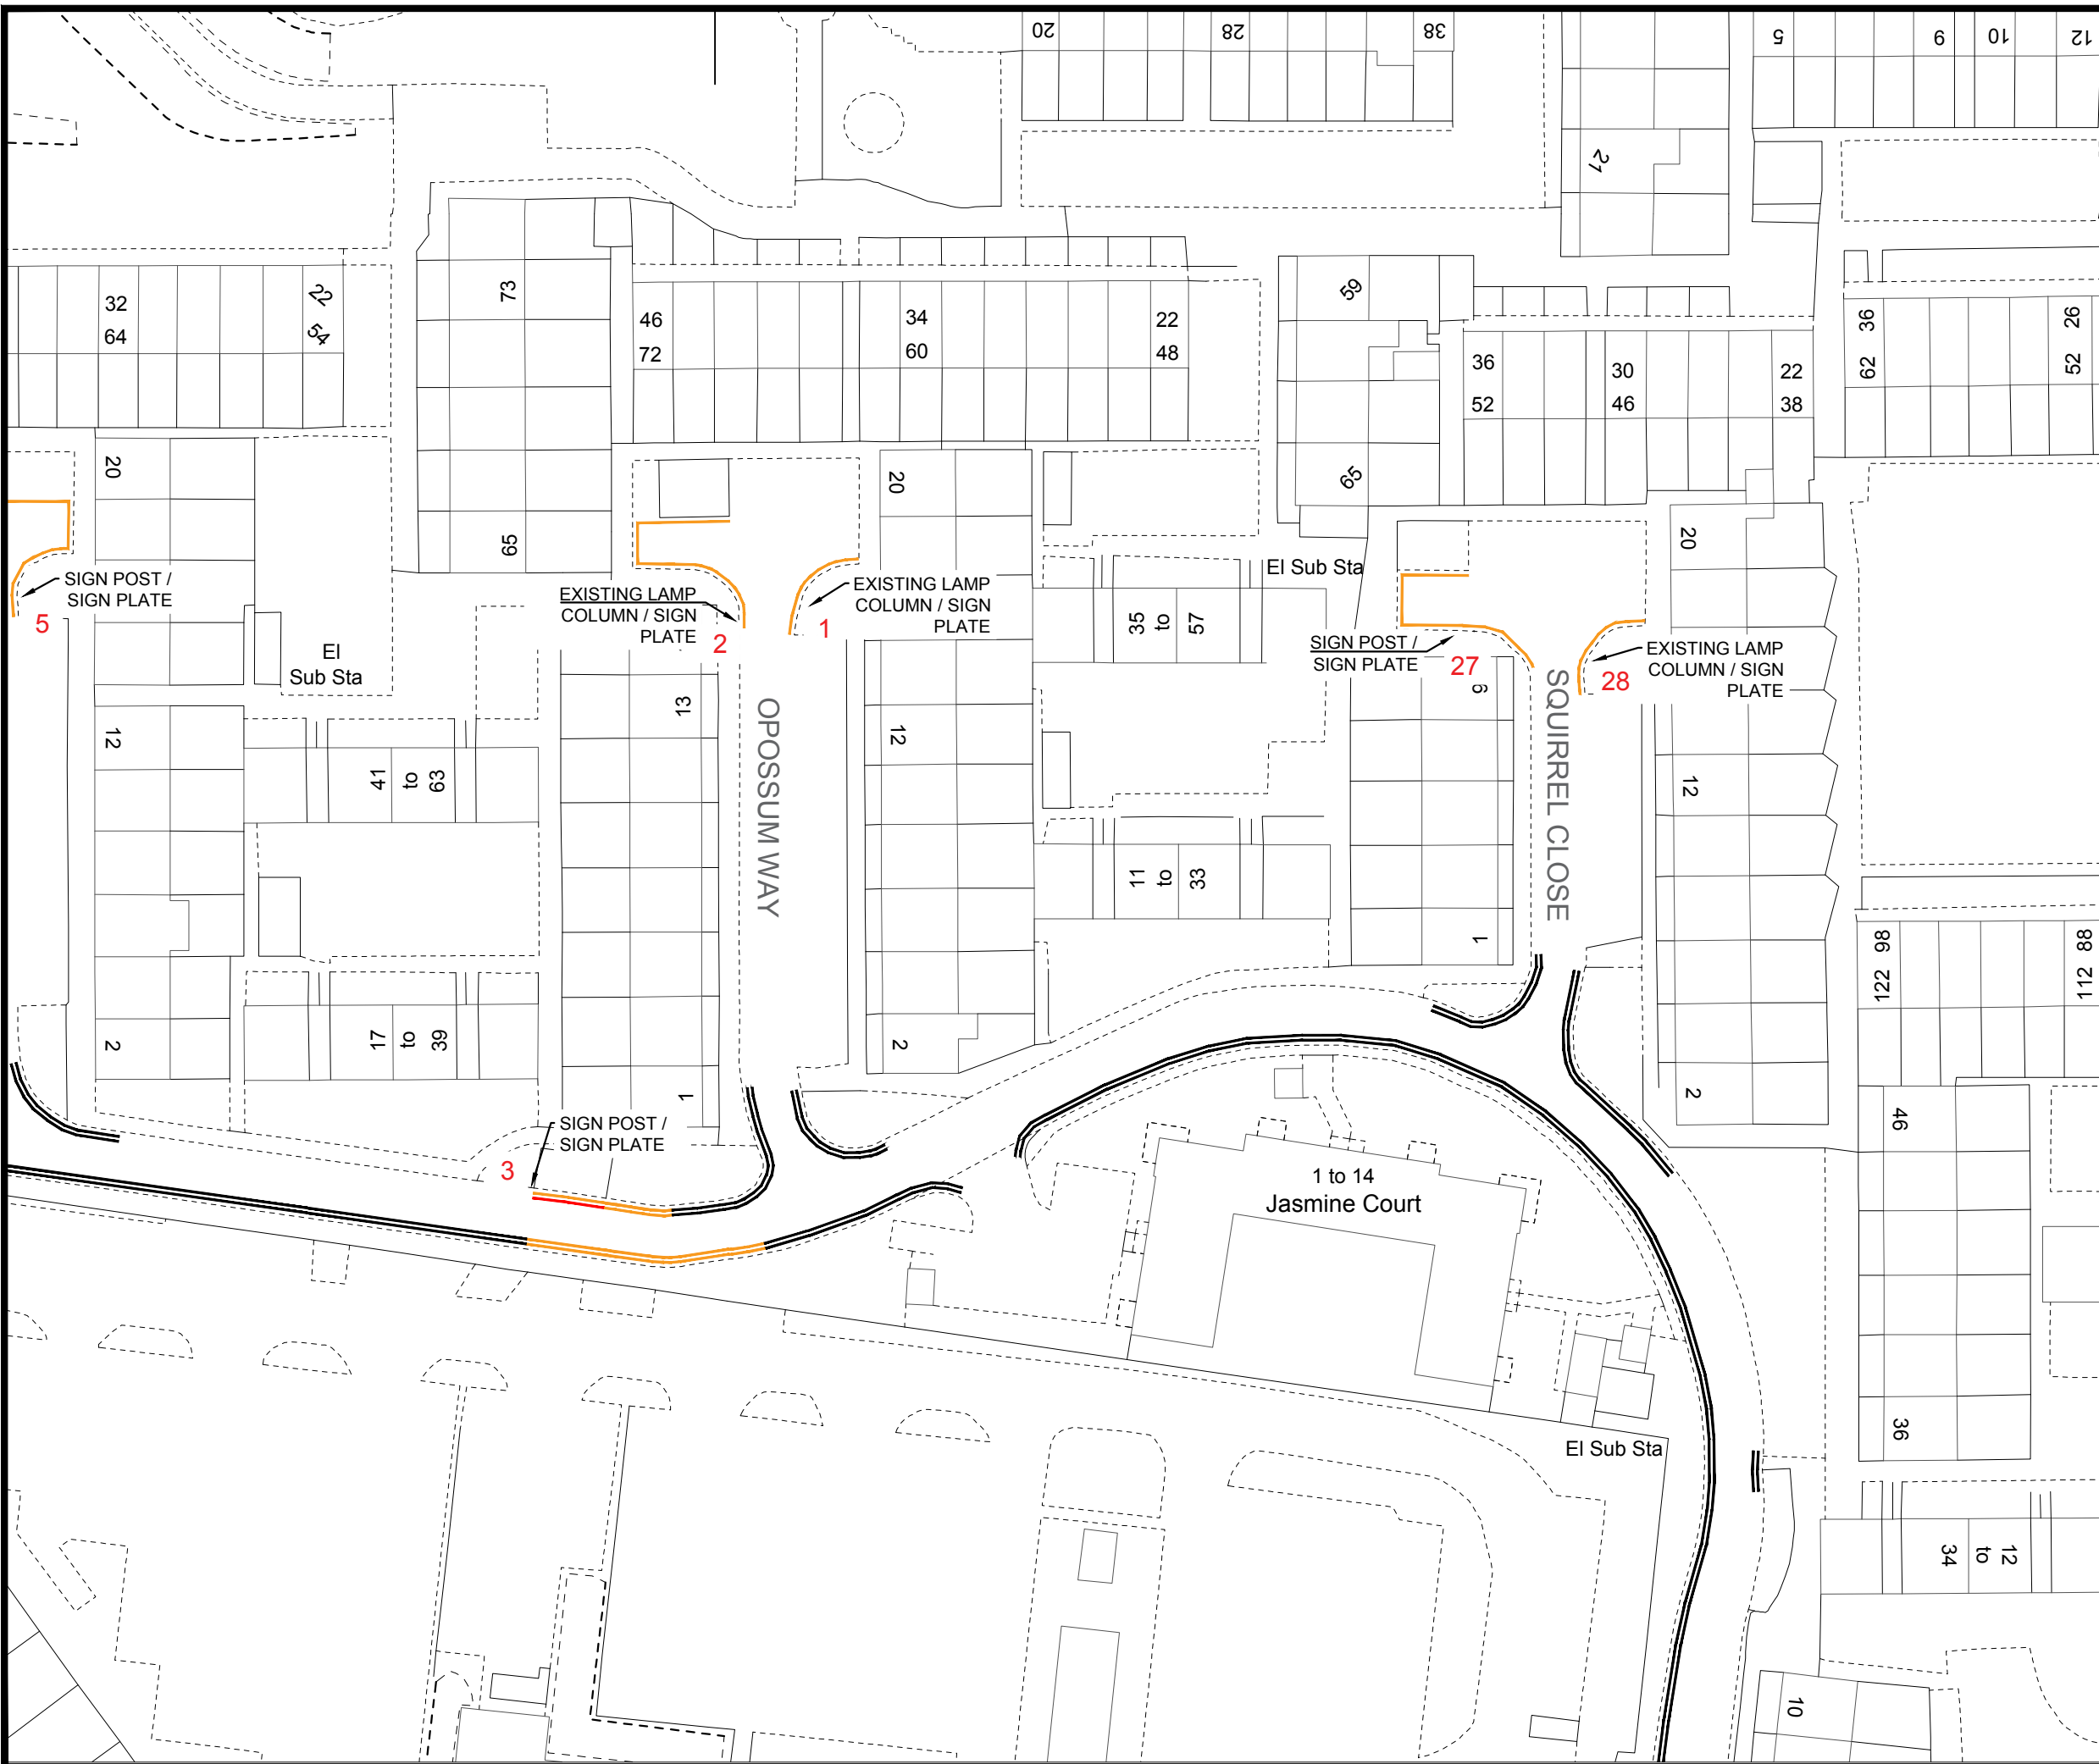 20
28
38
5
9
10
12
21
32
64
22
54
73
46
72
34
60
22
48
59
36
52
30
46
22
38
36
62
26
52
20
65
20
65
20
SIGN POST /
SIGN PLATE
5
El
Sub Sta
EXISTING LAMP
COLUMN / SIGN
PLATE
2
EXISTING LAMP
COLUMN / SIGN
PLATE
1
35
to
57
El Sub Sta
SIGN POST /
SIGN PLATE
27
EXISTING LAMP
COLUMN / SIGN
PLATE
28
12
13
OPOSSUM WAY
12
9
SQUIRREL CLOSE
12
41
to
63
11
to
33
1
98
122
88
112
2
17
to
39
1
2
2
46
SIGN POST /
SIGN PLATE
3
1 to 14
Jasmine Court
36
El Sub Sta
34
to
12
10